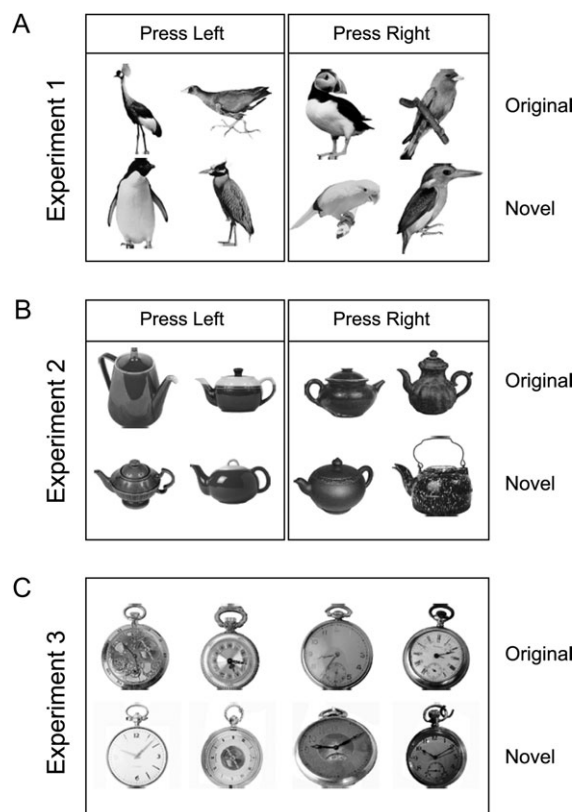 A
Experiment 1
Press Left
Press Right
Original
Novel
B
Experiment 2
Press Left
Press Right
Original
Novel
C
Experiment 3
Original
Novel